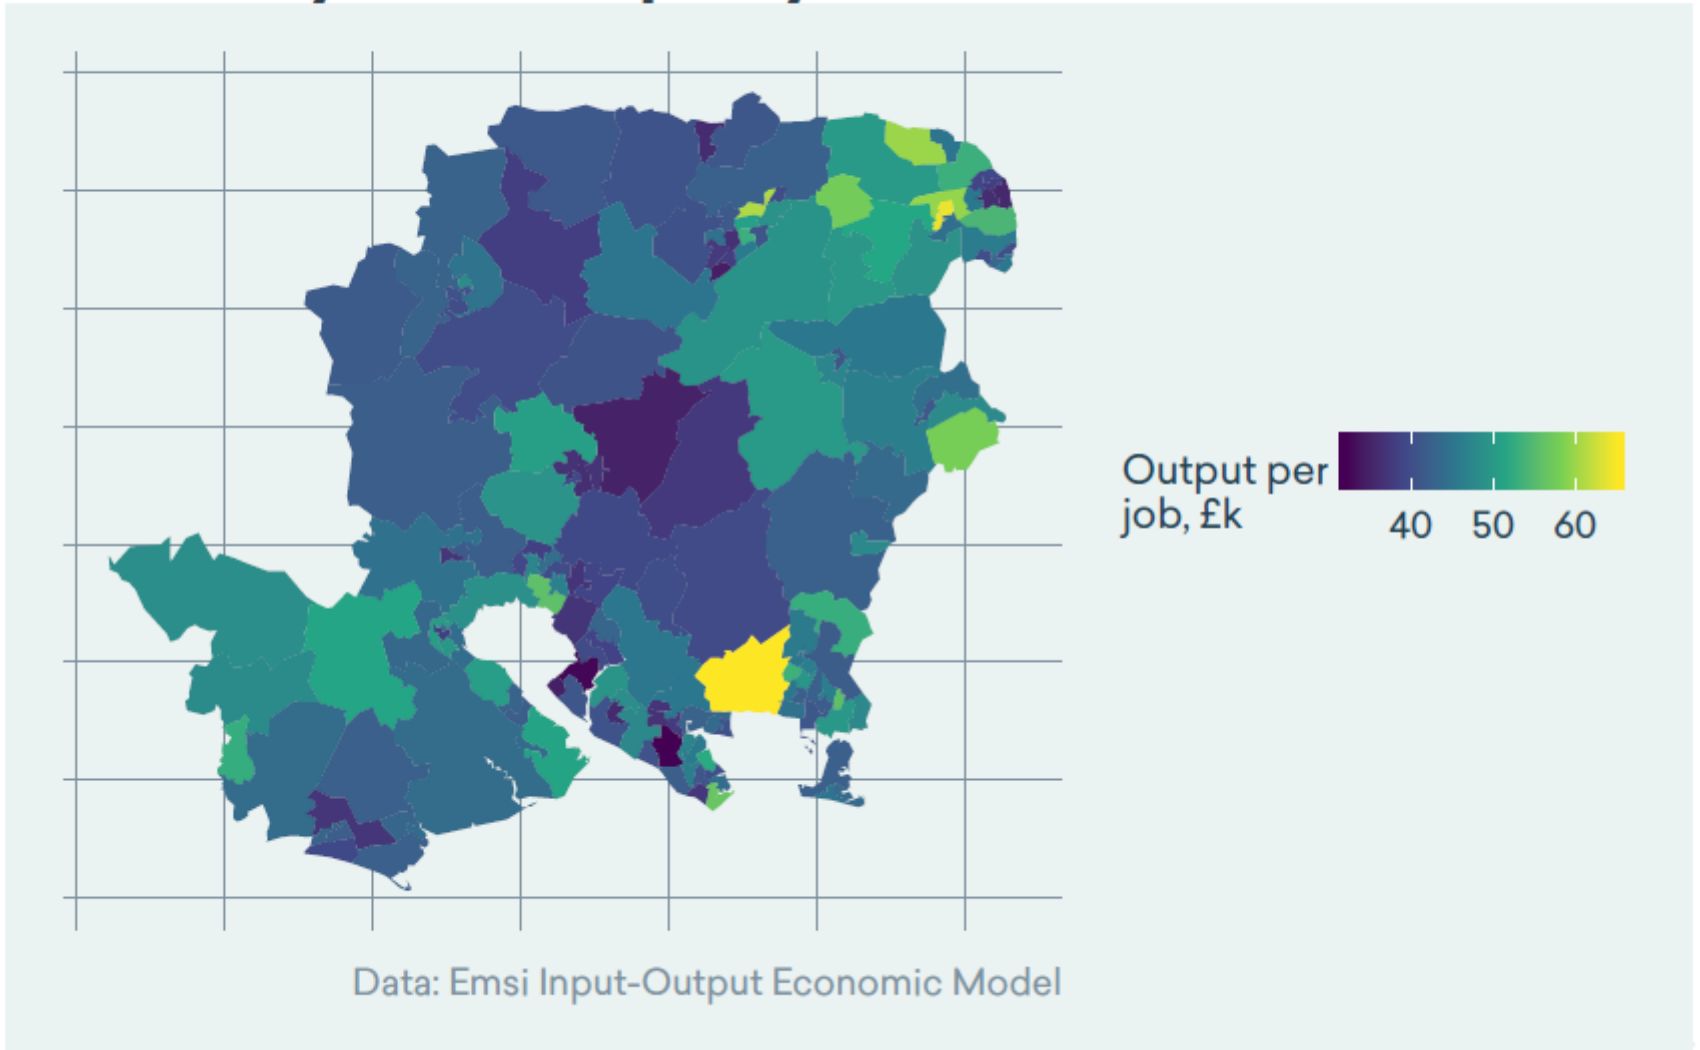 Output per
job, £k
40 50 60
Data: Emsi Input-Output Economic Model